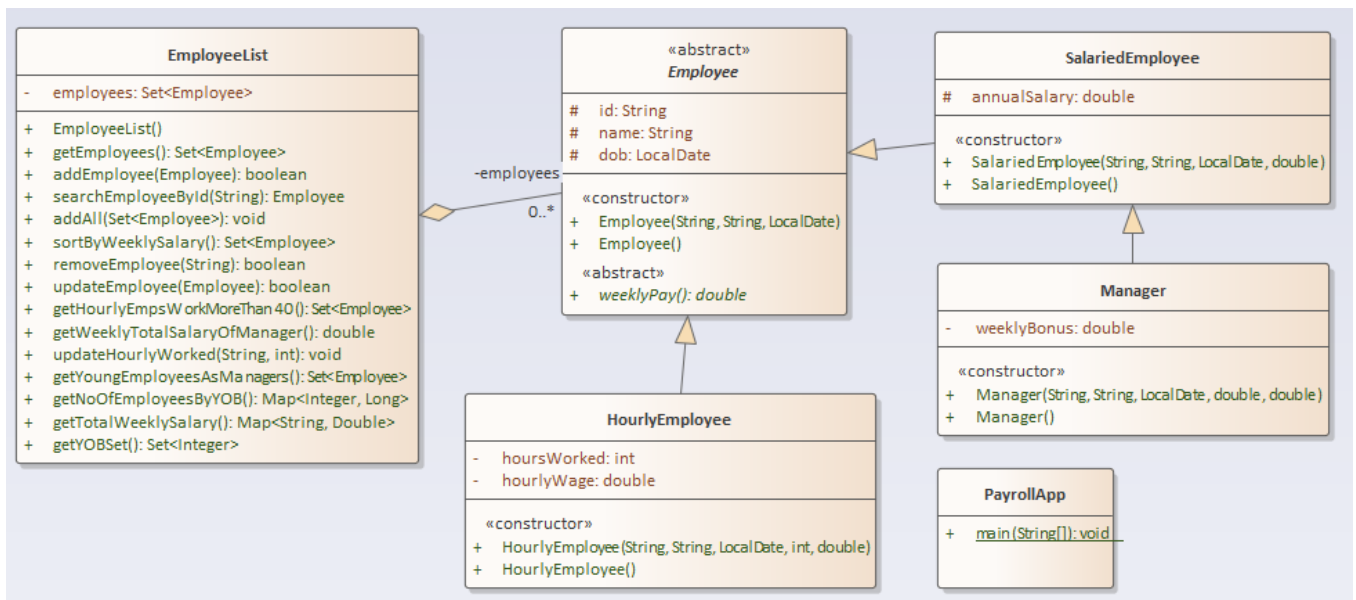 EmployeeList
- employees: Set<Employee>
+ EmployeeList()
+ getEmployees(): Set<Employee>
+ addEmployee(Employee): boolean
+ searchEmployeeById(String): Employee
+ addAll(Set<Employee>): void
+ sortByWeeklySalary(): Set<Employee>
+ removeEmployee(String): boolean
+ updateEmployee(Employee): boolean
+ getHourlyEmpsWorkMoreThan40(): Set<Employee>
+ getWeeklyTotalSalaryOfManager(): double
+ updateHourlyWorked(String, int): void
+ getYoungEmployeesAsManagers(): Set<Employee>
+ getNoOfEmployeesByYOB(): Map<Integer, Long>
+ getTotalWeeklySalary(): Map<String, Double>
+ getYOBSet(): Set<Integer>
-employees
0..*
«abstract»
Employee
# id: String
# name: String
# dob: LocalDate
«constructor»
+ Employee(String, String, LocalDate)
+ Employee()
«abstract»
+ weeklyPay(): double
SalariedEmployee
# annualSalary: double
«constructor»
+ SalariedEmployee(String, String, LocalDate, double)
+ SalariedEmployee()
Manager
- weeklyBonus: double
«constructor»
+ Manager(String, String, LocalDate, double, double)
+ Manager()
HourlyEmployee
- hoursWorked: int
- hourlyWage: double
«constructor»
+ HourlyEmployee(String, String, LocalDate, int, double)
+ HourlyEmployee()
PayrollApp
+ main(String[]): void